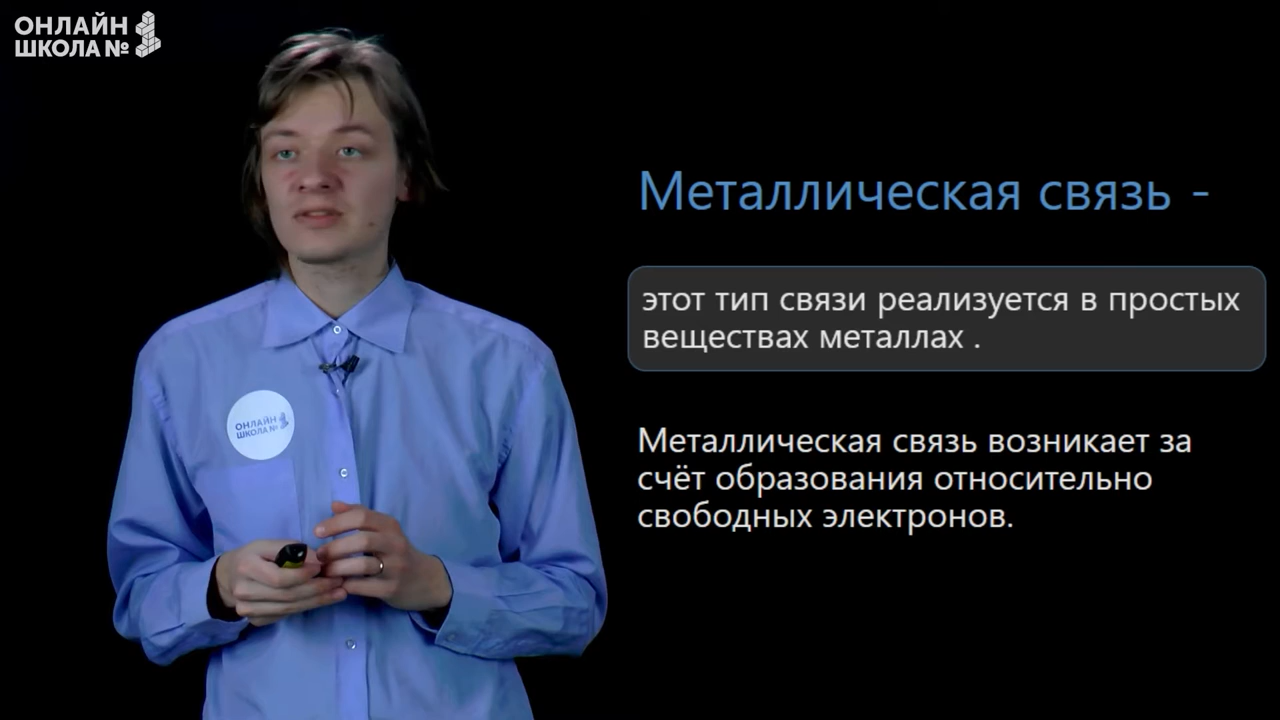 ОНЛАЙН
ШКОЛА №
Металлическая связь -
этот тип связи реализуется в простых
веществах металлах .
Металлическая связь возникает за
счёт образования относительно
свободных электронов.
ОНЛАЙН
ШКОЛА №